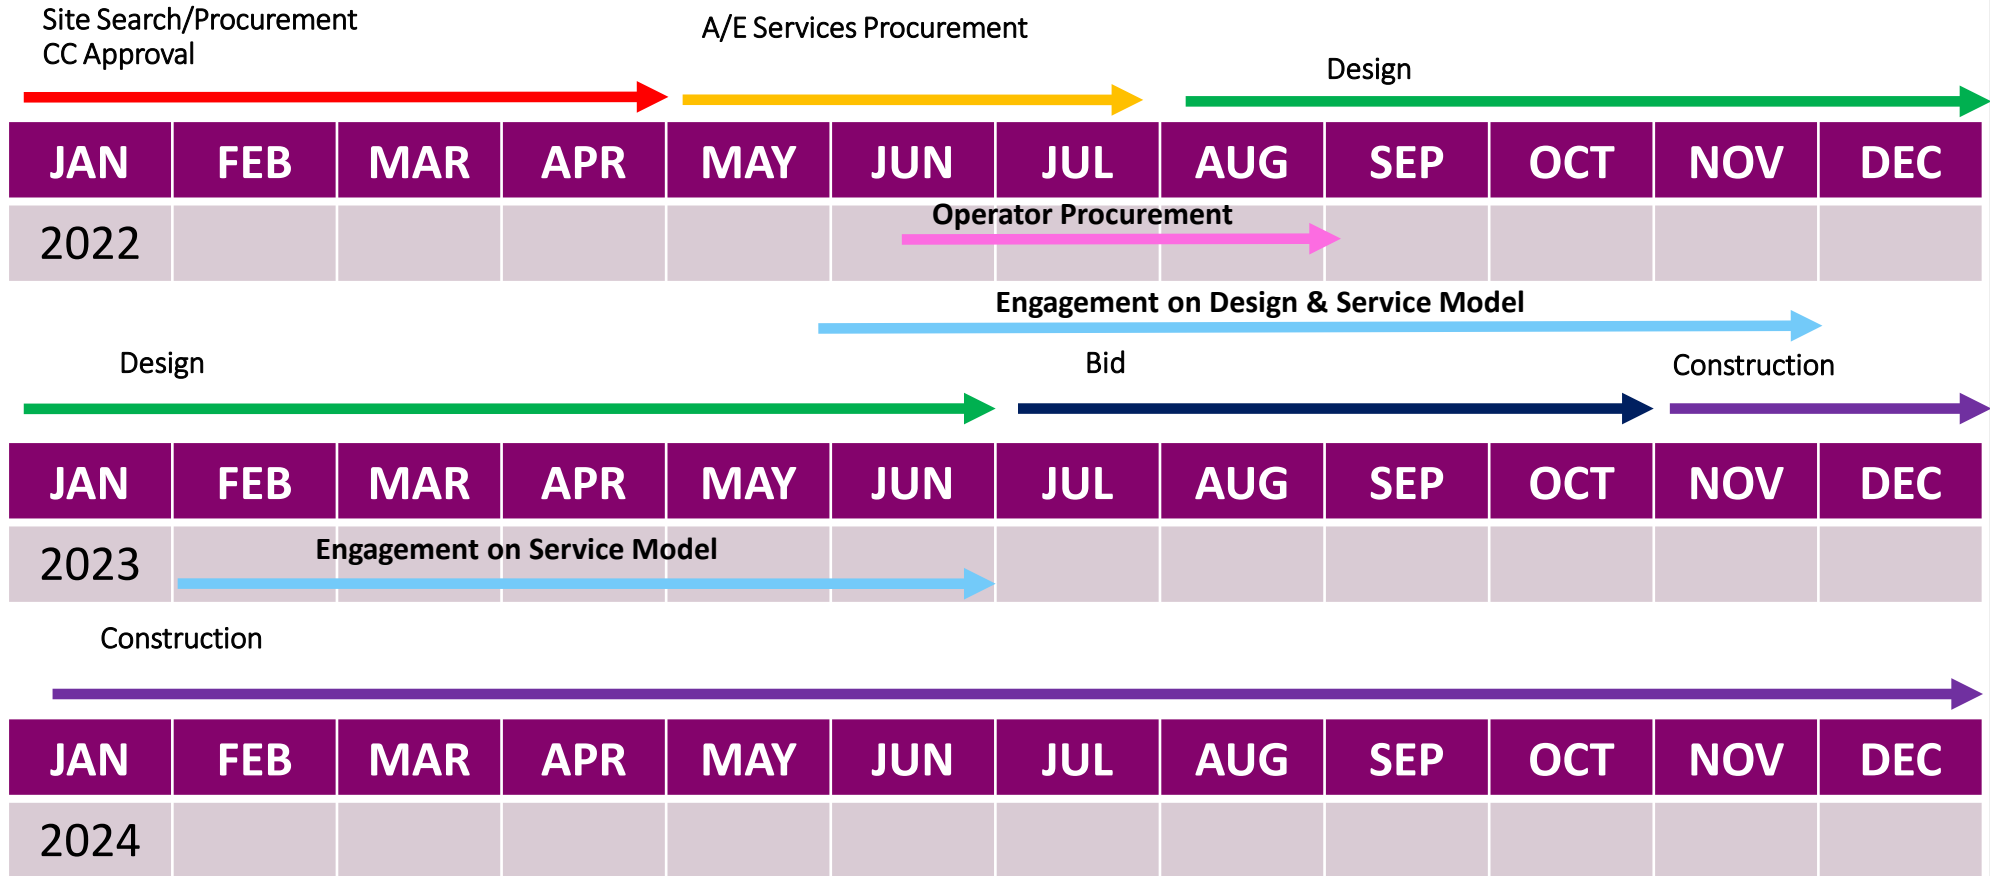 Site Search/Procurement
CC Approval
A/E Services Procurement
Design
JAN FEB MAR APR MAY JUN JUL AUG SEP OCT NOV DEC
2022
Operator Procurement
Engagement on Design & Service Model
Design
Bid
Construction
JAN FEB MAR APR MAY JUN JUL AUG SEP OCT NOV DEC
2023
Engagement on Service Model
Construction
JAN FEB MAR APR MAY JUN JUL AUG SEP OCT NOV DEC
2024